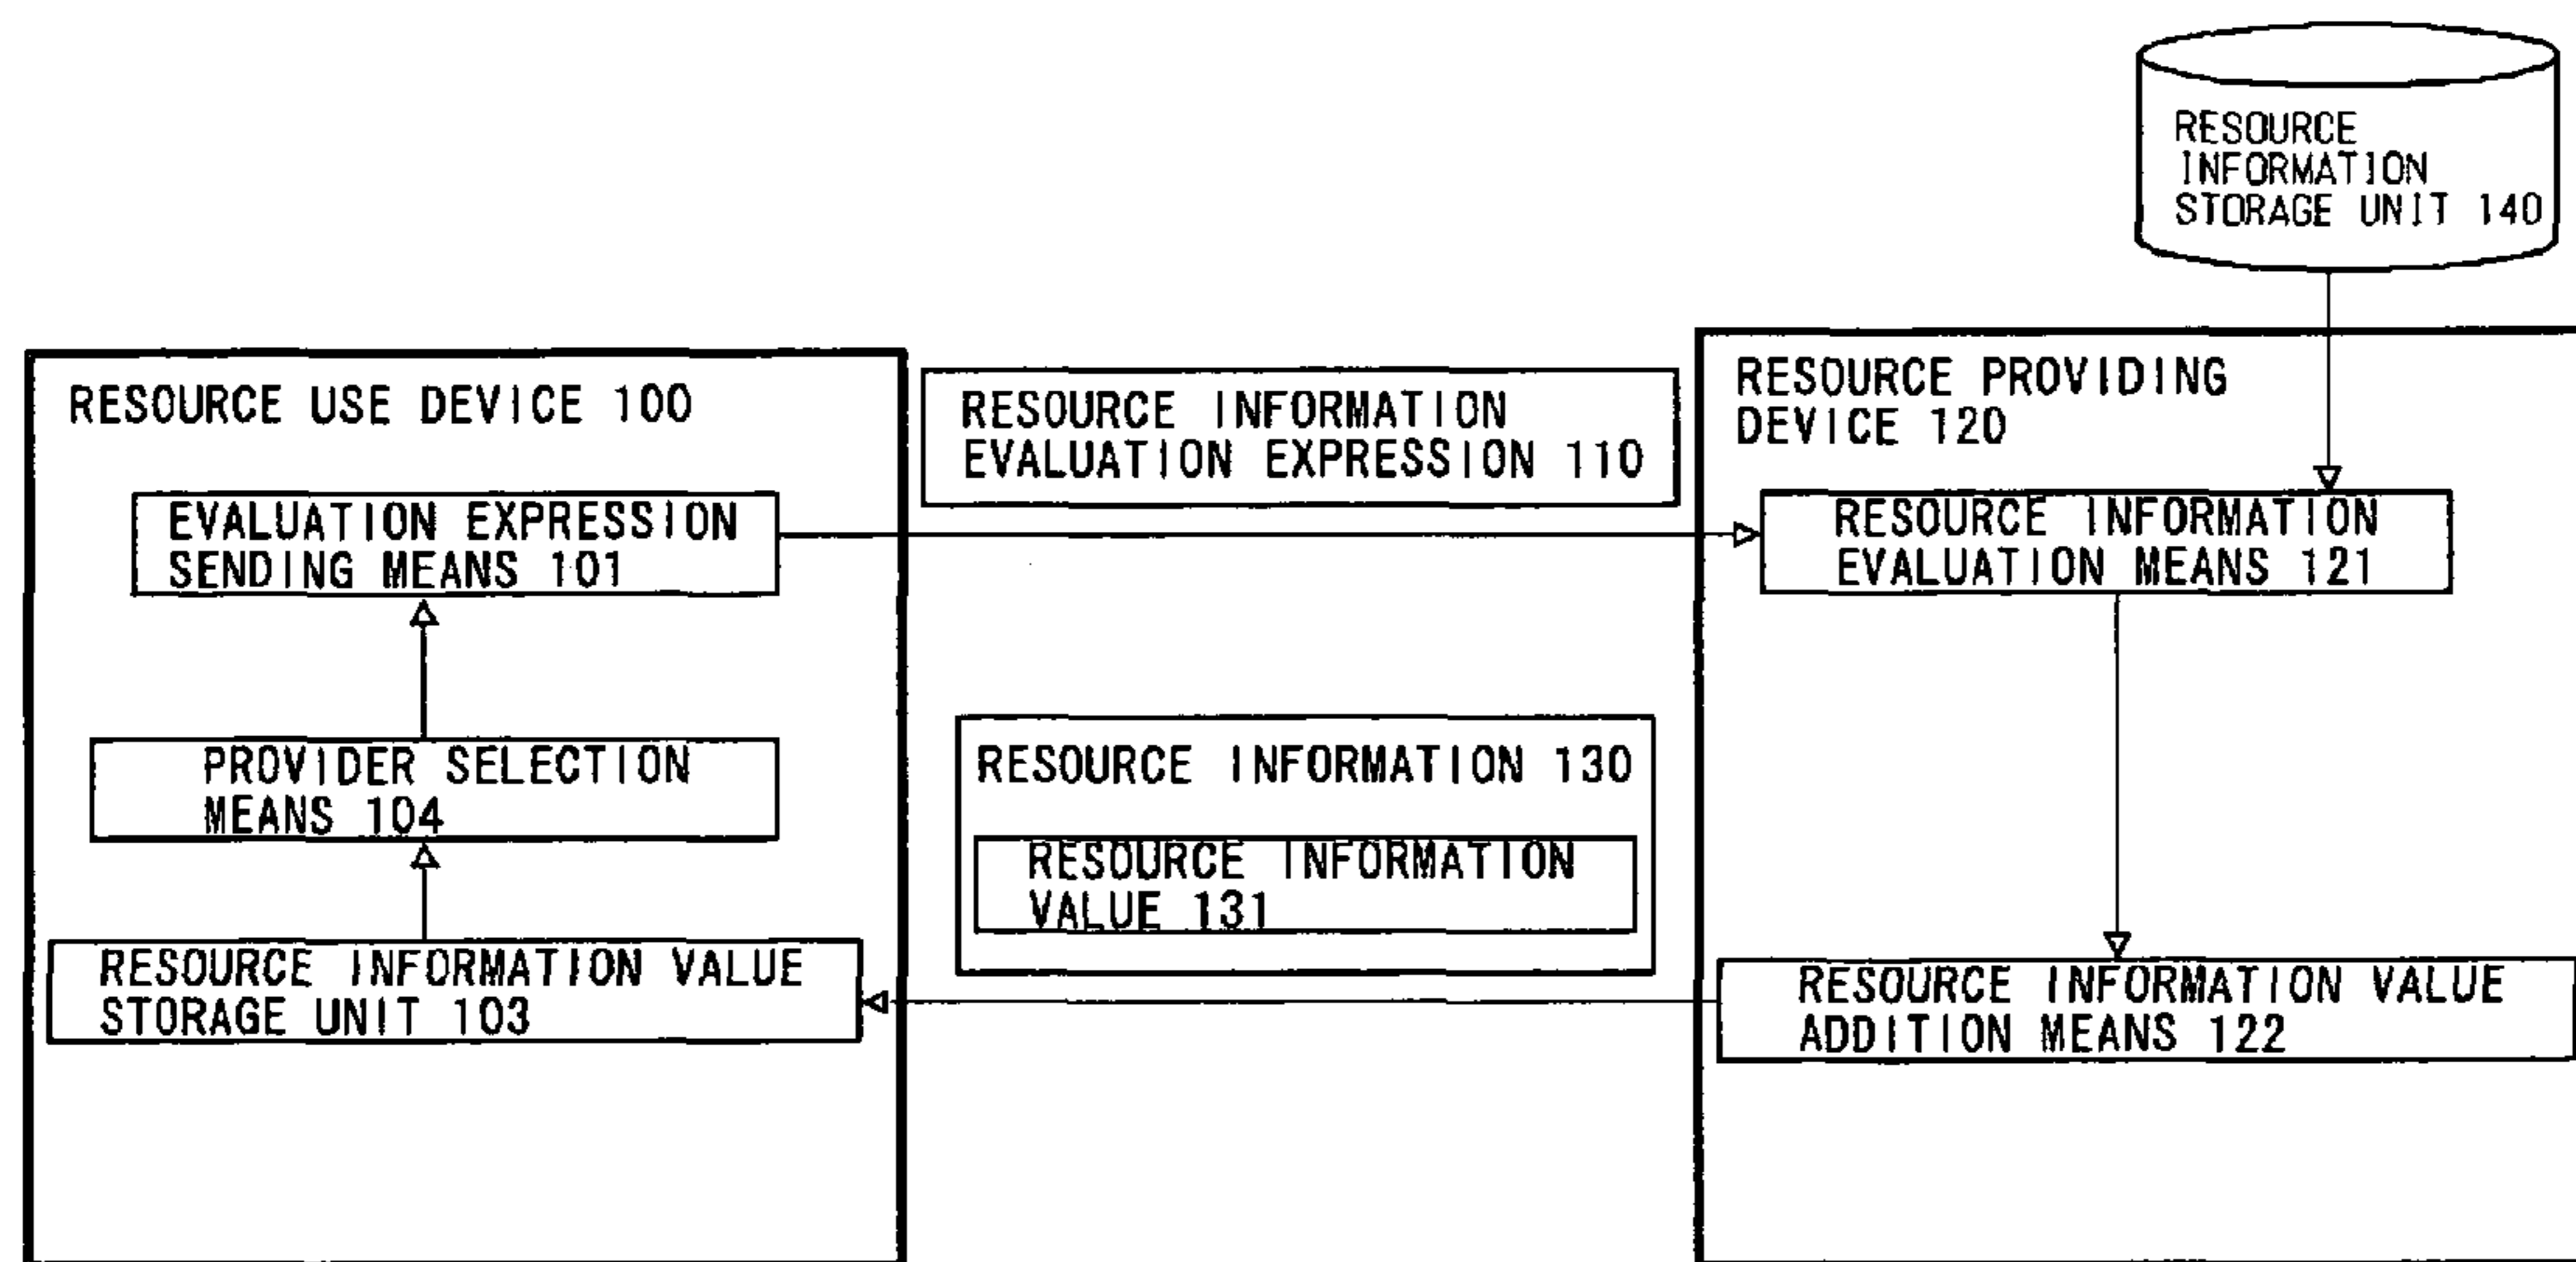 RESOURCE
INFORMATION
STORAGE UNIT 140
RESOURCE USE DEVICE 100
EVALUATION EXPRESSION
SENDING MEANS 101
PROVIDER SELECTION
MEANS 104
RESOURCE INFORMATION VALUE
STORAGE UNIT 103
RESOURCE INFORMATION
EVALUATION EXPRESSION 110
RESOURCE INFORMATION 130
RESOURCE INFORMATION
VALUE 131
RESOURCE PROVIDING
DEVICE 120
RESOURCE INFORMATION
EVALUATION MEANS 121
RESOURCE INFORMATION VALUE
ADDITION MEANS 122